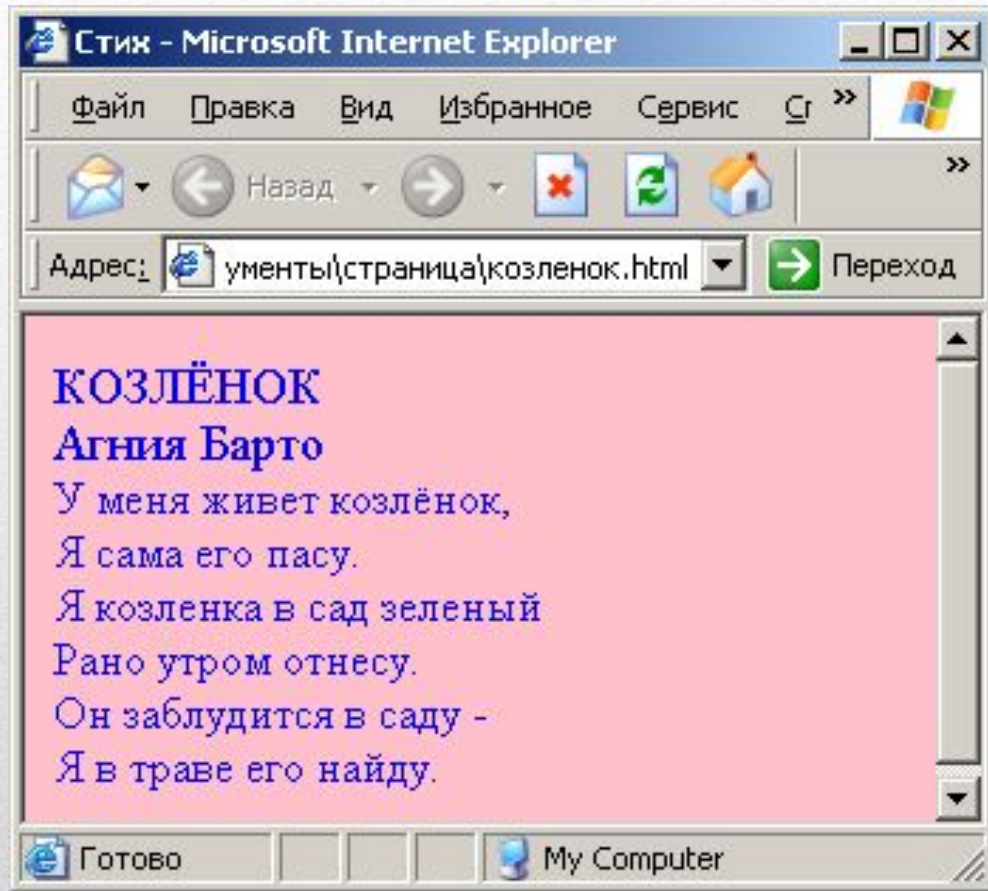 Стих - Microsoft Internet Explorer
Файл Правка Вид Избранное Сервис »
Назад »
Адрес: ументы\страница\козленок.html Переход
КОЗЛЁНОК
Агния Барто
У меня живет козлёнок,
Я сама его пасу.
Я козленка в сад зеленый
Рано утром отнесу.
Он заблудится в саду -
Я в траве его найду.
Готово My Computer